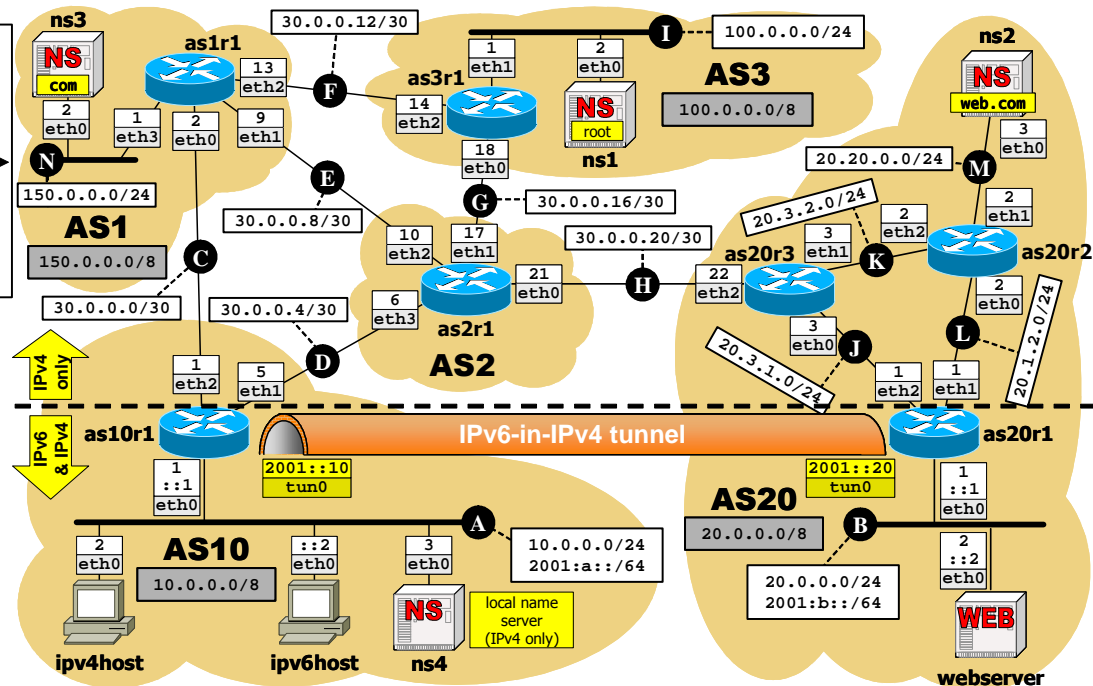 ns3
NS
com
2
eth0
N
150.0.0.0/24
AS1
150.0.0.0/8
1
eth3
as1r1
2
eth0
13
eth2
9
eth1
30.0.0.12/30
F
E
30.0.0.8/30
C
30.0.0.0/30
I
100.0.0.0/24
1
eth1
2
eth0
as3r1
14
eth2
18
eth0
NS
root
ns1
AS3
100.0.0.0/8
G
30.0.0.16/30
10
eth2
17
eth1
21
eth0
6
eth3
as2r1
AS2
30.0.0.4/30
D
30.0.0.20/30
H
ns2
NS
web.com
3
eth0
20.20.0.0/24
M
2
eth1
20.3.2.0/24
2
eth2
3
eth1
K
as20r3
22
eth2
as20r2
2
eth0
3
eth0
J
20.3.1.0/24
L
20.1.2.0/24
1
eth2
1
eth1
IPv4
only
IPv6
& IPv4
1
eth2
5
eth1
as10r1
IPv6-in-IPv4 tunnel
as20r1
2001::10
tun0
2001::20
tun0
1
::1
eth0
A
10.0.0.0/24
2001:a::/64
AS10
10.0.0.0/8
2
eth0
ipv4host
::2
eth0
ipv6host
3
eth0
NS
ns4
local name
server
(IPv4 only)
1
::1
eth0
AS20
20.0.0.0/8
B
20.0.0.0/24
2001:b::/64
2
::2
eth0
WEB
webserver